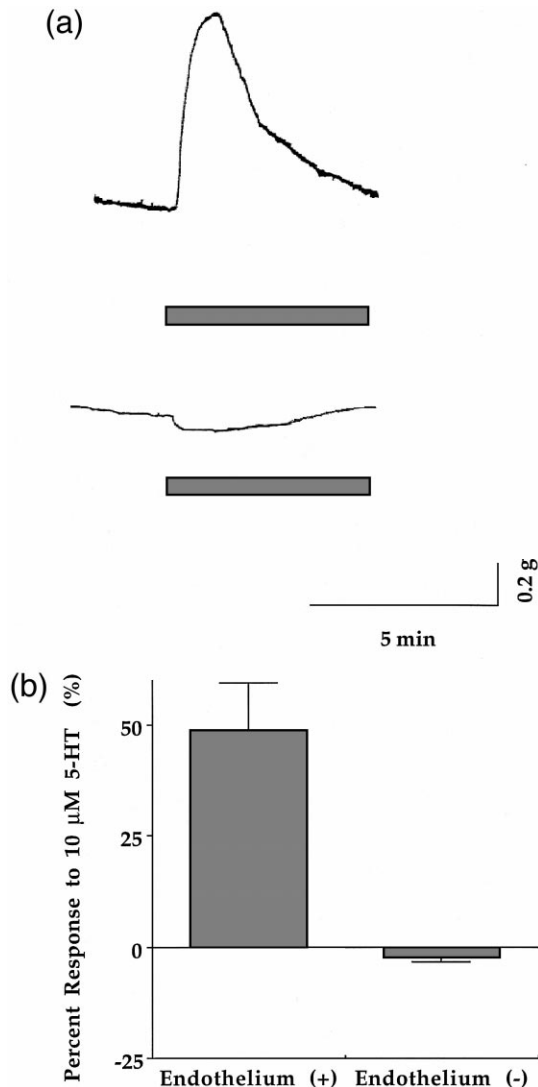 (a)
0.2 g
5 min
(b)
Percent Response to 10 µM 5-HT (%)
50
25
0
-25
Endothelium (+) Endothelium (-)